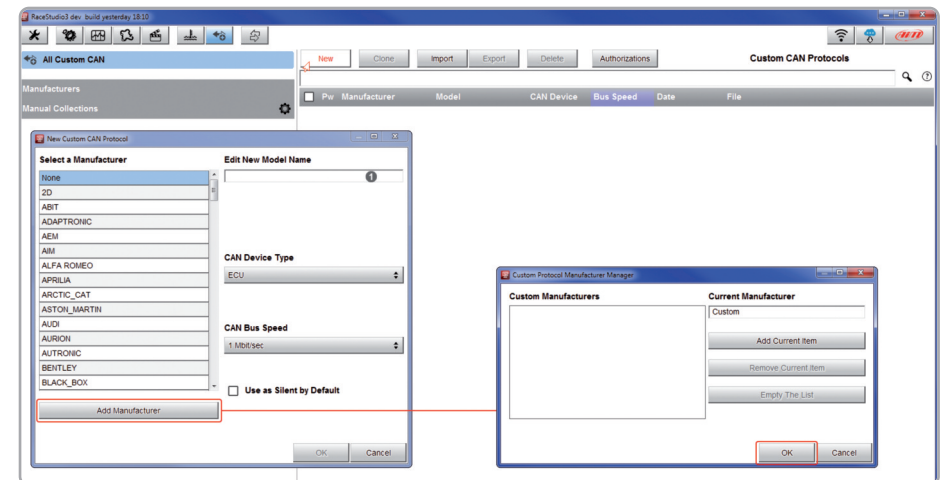 RaceStudio3 dev build yesterday 18:10
AiM
All Custom CAN
New Clone Import Export Delete Authorizations Custom CAN Protocols
Manufacturers
Pw Manufacturer Model CAN Device Bus Speed Date File
Manual Collections
New Custom CAN Protocol
Select a Manufacturer
Edit New Model Name
None
1
2D
ABIT
ADAPTRONIC
AEM
AIM
ALFA ROMEO
APRILIA
ARCTIC_CAT
ASTON_MARTIN
AUDI
AURION
AUTRONIC
BENTLEY
BLACK_BOX
CAN Device Type
ECU
CAN Bus Speed
1 Mbit/sec
Use as Silent by Default
Add Manufacturer
OK Cancel
Custom Protocol Manufacturer Manager
Custom Manufacturers
Current Manufacturer
Custom
Add Current Item
Remove Current Item
Empty The List
OK Cancel